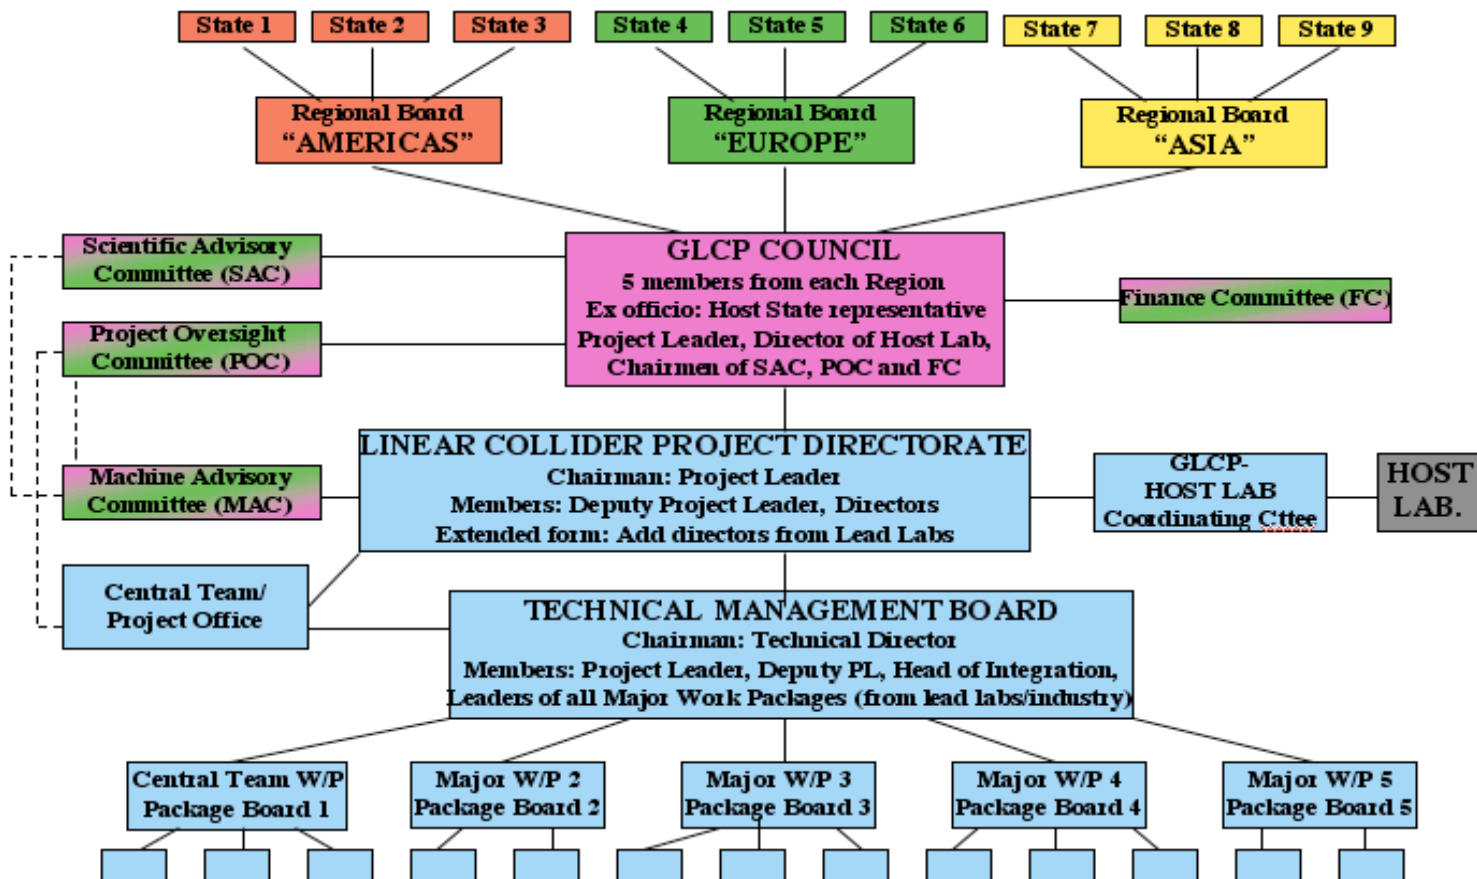 State 1
State 2
State 3
State 4
State 5
State 6
State 7
State 8
State 9
Regional Board
“AMERICAS”
Regional Board
“EUROPE”
Regional Board
“ASIA”
Scientific Advisory
Committee (SAC)
GLCP COUNCIL
5 members from each Region
Ex officio: Host State representative
Project Leader, Director of Host Lab,
Chairmen of SAC, POC and FC
Finance Committee (FC)
Project Oversight
Committee (POC)
LINEAR COLLIDER PROJECT DIRECTORATE
Chairman: Project Leader
Members: Deputy Project Leader, Directors
Extended form: Add directors from Lead Labs
Machine Advisory
Committee (MAC)
GLCP-
HOST LAB
Coordinating Cttee
HOST
LAB.
Central Team/
Project Office
TECHNICAL MANAGEMENT BOARD
Chairman: Technical Director
Members: Project Leader, Deputy PL, Head of Integration,
Leaders of all Major Work Packages (from lead labs/industry)
Central Team W/P
Package Board 1
Major W/P 2
Package Board 2
Major W/P 3
Package Board 3
Major W/P 4
Package Board 4
Major W/P 5
Package Board 5